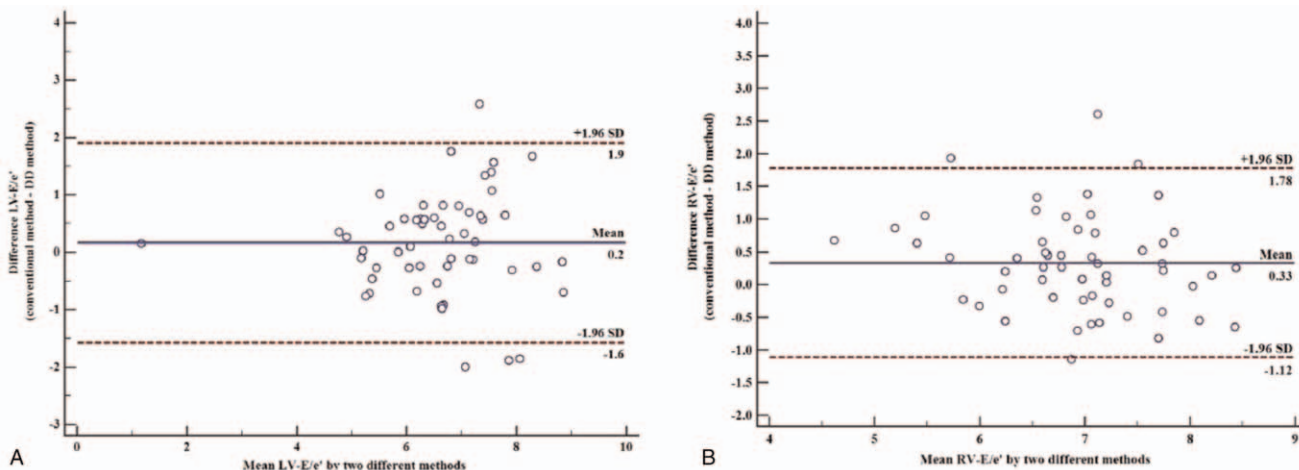 4
3
2
1
0
-1
-2
-3
Difference LV-E/e'
(conventional method - DD method)
+1.96 SD
1.9
Mean
0.2
-1.96 SD
-1.6
0 2 4 6 8 10
Mean LV-E/e' by two different methods
A
4.0
3.5
3.0
2.5
2.0
1.5
1.0
0.5
0.0
-0.5
-1.0
-1.5
-2.0
Difference RV-E/e'
(conventional method - DD method)
+1.96 SD
1.78
Mean
0.33
-1.96 SD
-1.12
4 5 6 7 8 9
Mean RV-E/e' by two different methods
B